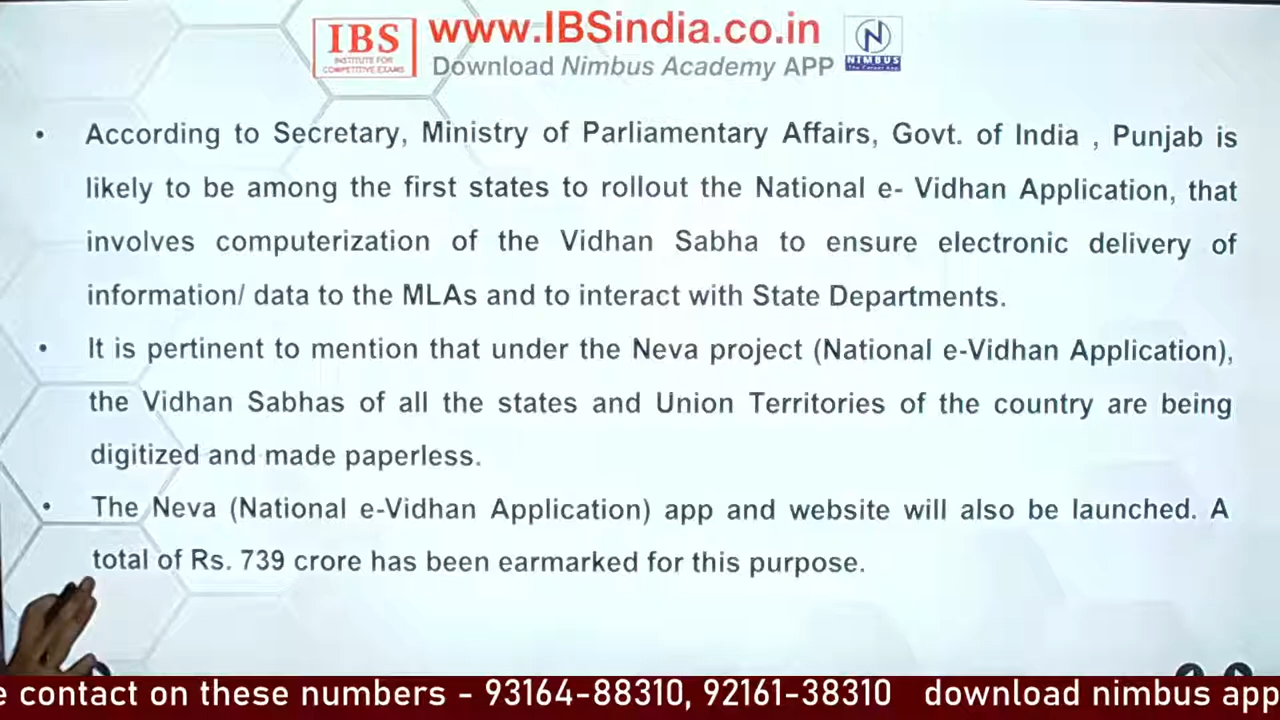 IBS
INSTITUTE FOR
COMPETITIVE EXAMS
www.IBSindia.co.in
Download Nimbus Academy APP
N
NIMBUS
The Career App
• According to Secretary, Ministry of Parliamentary Affairs, Govt. of India , Punjab is
likely to be among the first states to rollout the National e- Vidhan Application, that
involves computerization of the Vidhan Sabha to ensure electronic delivery of
information/ data to the MLAs and to interact with State Departments.
• It is pertinent to mention that under the Neva project (National e-Vidhan Application),
the Vidhan Sabhas of all the states and Union Territories of the country are being
digitized and made paperless.
• The Neva (National e-Vidhan Application) app and website will also be launched. A
total of Rs. 739 crore has been earmarked for this purpose.
e contact on these numbers - 93164-88310, 92161-38310 download nimbus app